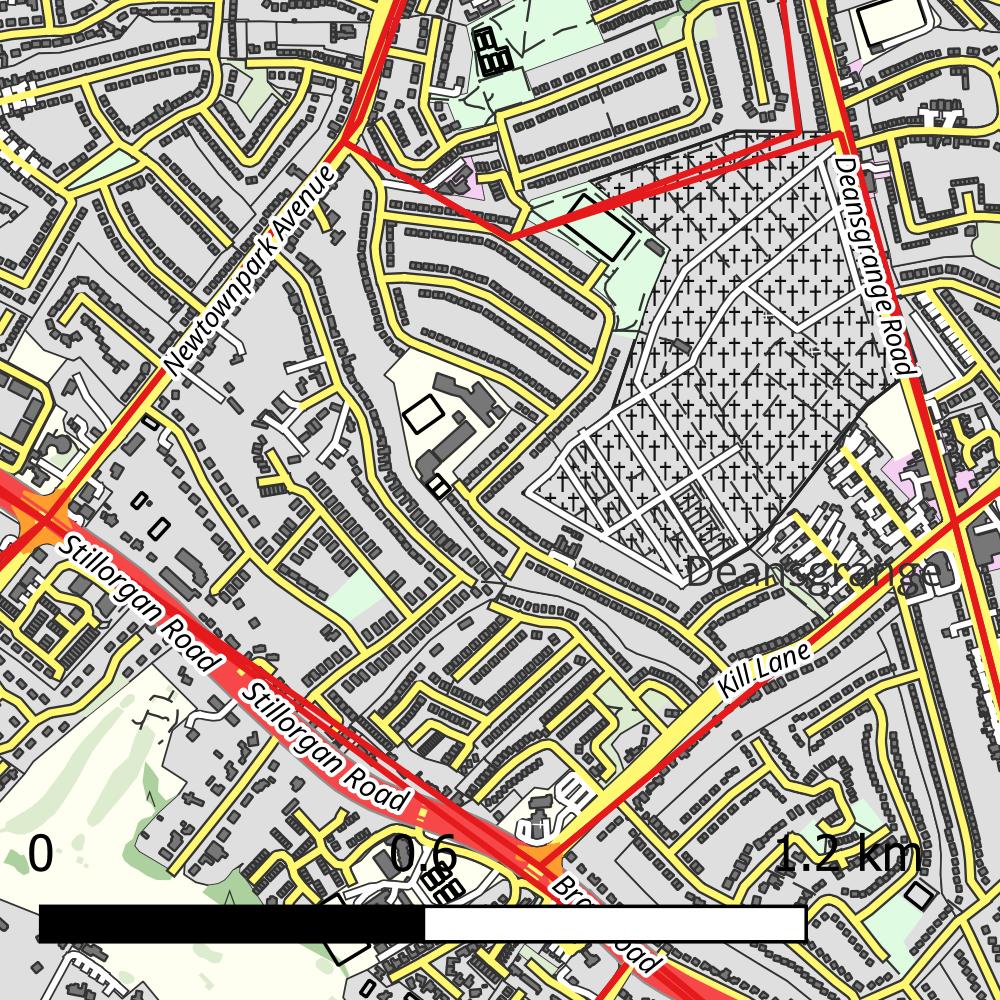 Newtownpark Avenue
Deansgrange Road
Deansgrange
Stillorgan Road
Kill Lane
Stillorgan Road
0
0.6
1.2 km